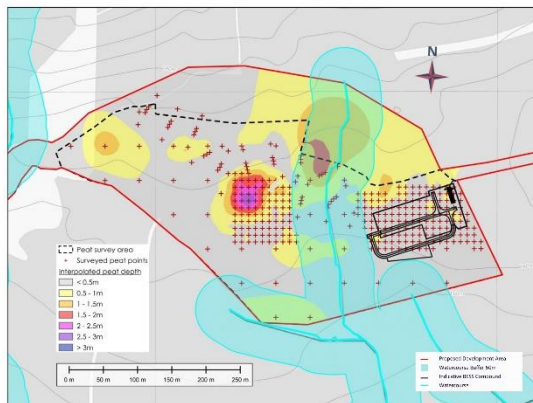 N
Peat survey area
Surveyed peat points
Interpolated peat depth
< 0.5m
0.5 - 1m
1 - 1.5m
1.5 - 2m
2 - 2.5m
2.5 - 3m
> 3m
0 m 50 m 100 m 150 m 200 m 250 m
Proposed Development Area
Watercourse Buffer 50m
Indicative BESS Compound
Watercourse